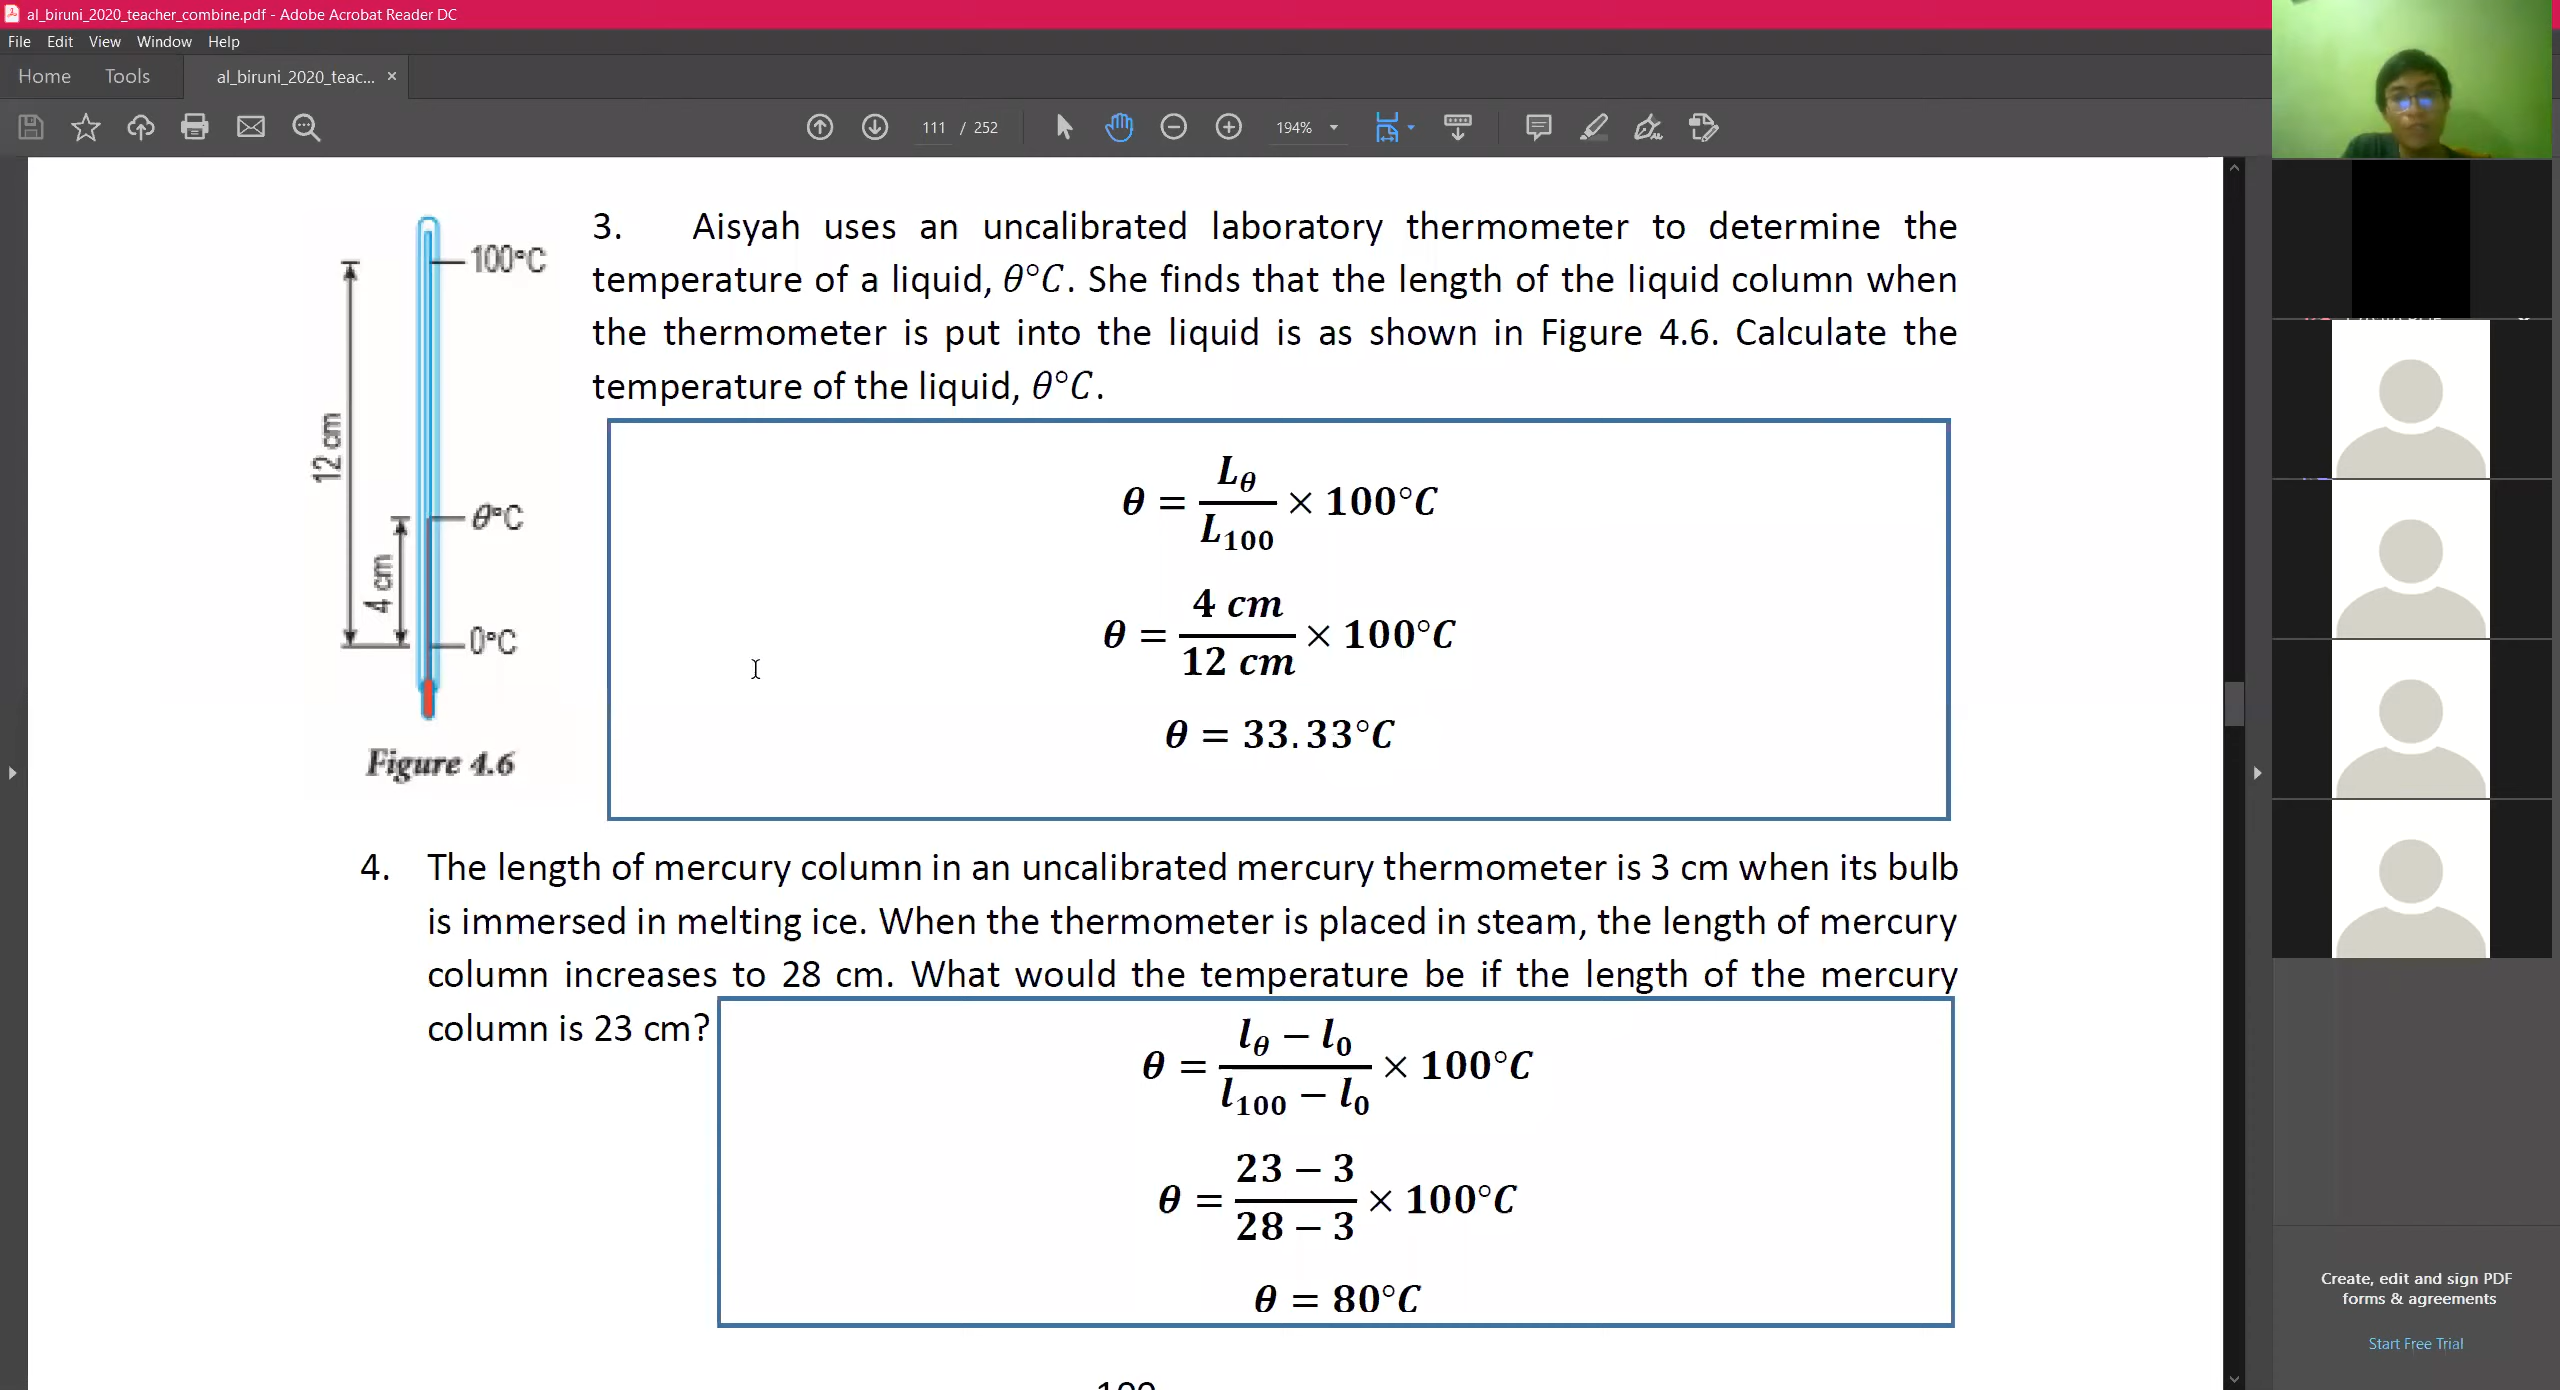 al_biruni_2020_teacher_combine.pdf - Adobe Acrobat Reader DC
File Edit View Window Help
Home Tools al_biruni_2020_teac... ×
111 / 252 194%
3. Aisyah uses an uncalibrated laboratory thermometer to determine the
temperature of a liquid, θ°C. She finds that the length of the liquid column when
the thermometer is put into the liquid is as shown in Figure 4.6. Calculate the
temperature of the liquid, θ°C.
100°C
12 cm
θ°C
4 cm
0°C
Figure 4.6
θ = Lθ / L100 × 100°C
θ = 4 cm / 12 cm × 100°C
θ = 33.33°C
4. The length of mercury column in an uncalibrated mercury thermometer is 3 cm when its bulb
is immersed in melting ice. When the thermometer is placed in steam, the length of mercury
column increases to 28 cm. What would the temperature be if the length of the mercury
column is 23 cm?
θ = lθ − l0 / l100 − l0 × 100°C
θ = 23 − 3 / 28 − 3 × 100°C
θ = 80°C
Create, edit and sign PDF
forms & agreements
Start Free Trial